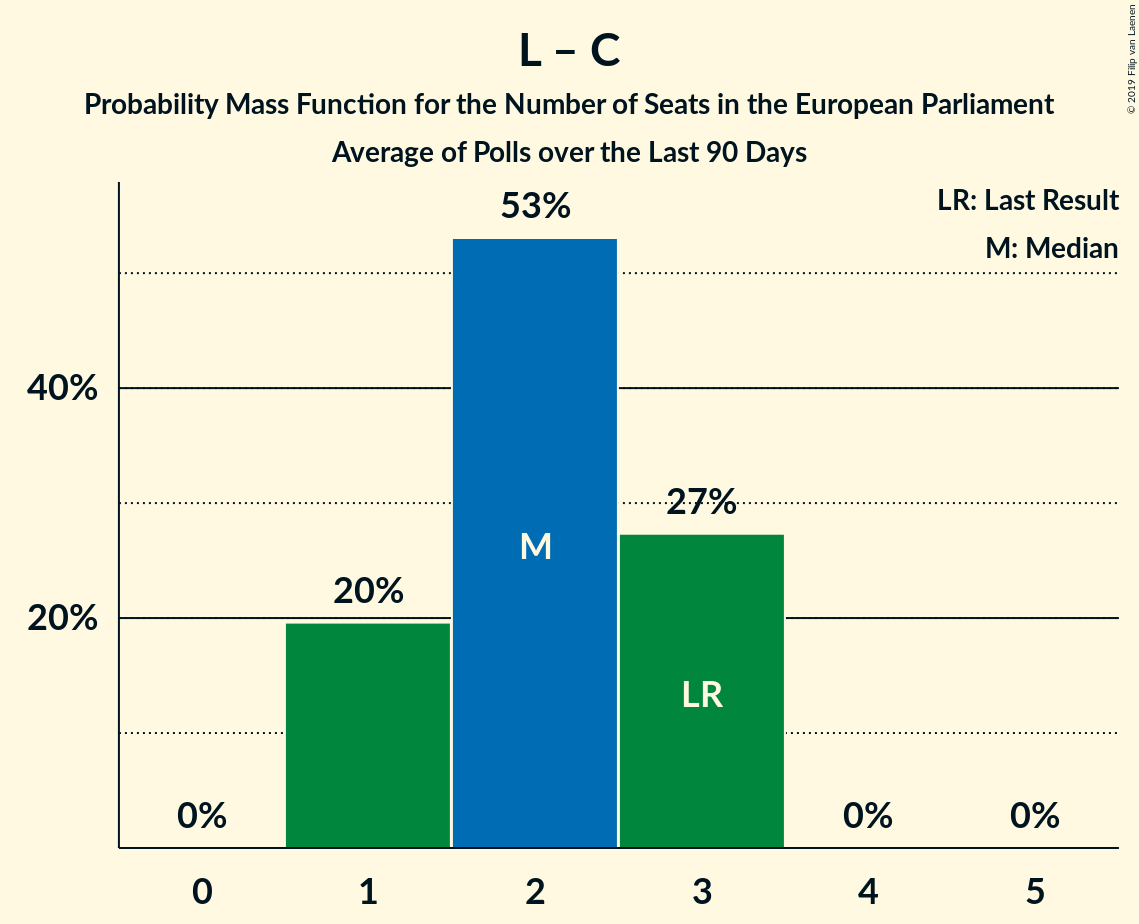 L – C
Probability Mass Function for the Number of Seats in the European Parliament
Average of Polls over the Last 90 Days
© 2019 Filip van Laenen
LR: Last Result
M: Median
53%
40%
27%
M
20%
20%
LR
0%
0%
0%
0
1
2
3
4
5